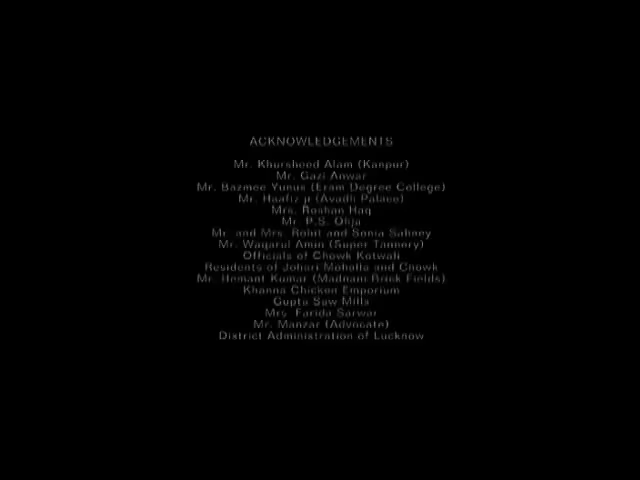 ACKNOWLEDGEMENTS
Mr. Khursheed Alam (Kanpur)
Mr. Gazi Anwar
Mr. Bazmee Yunus (Eram Degree College)
Mr. Haafiz ji (Avadh Palace)
Mrs. Roshan Haq
Mr. P.S. Ohja
Mr. and Mrs. Rohit and Sonia Sahney
Mr. Waqarul Amin (Super Tannery)
Officials of Chowk Kotwali
Residents of Johari Mohalla and Chowk
Mr. Hemant Kumar (Madnani Brick Fields)
Khanna Chicken Emporium
Gupta Saw Mills
Mrs. Farida Sarwar
Mr. Manzar (Advocate)
District Administration of Lucknow